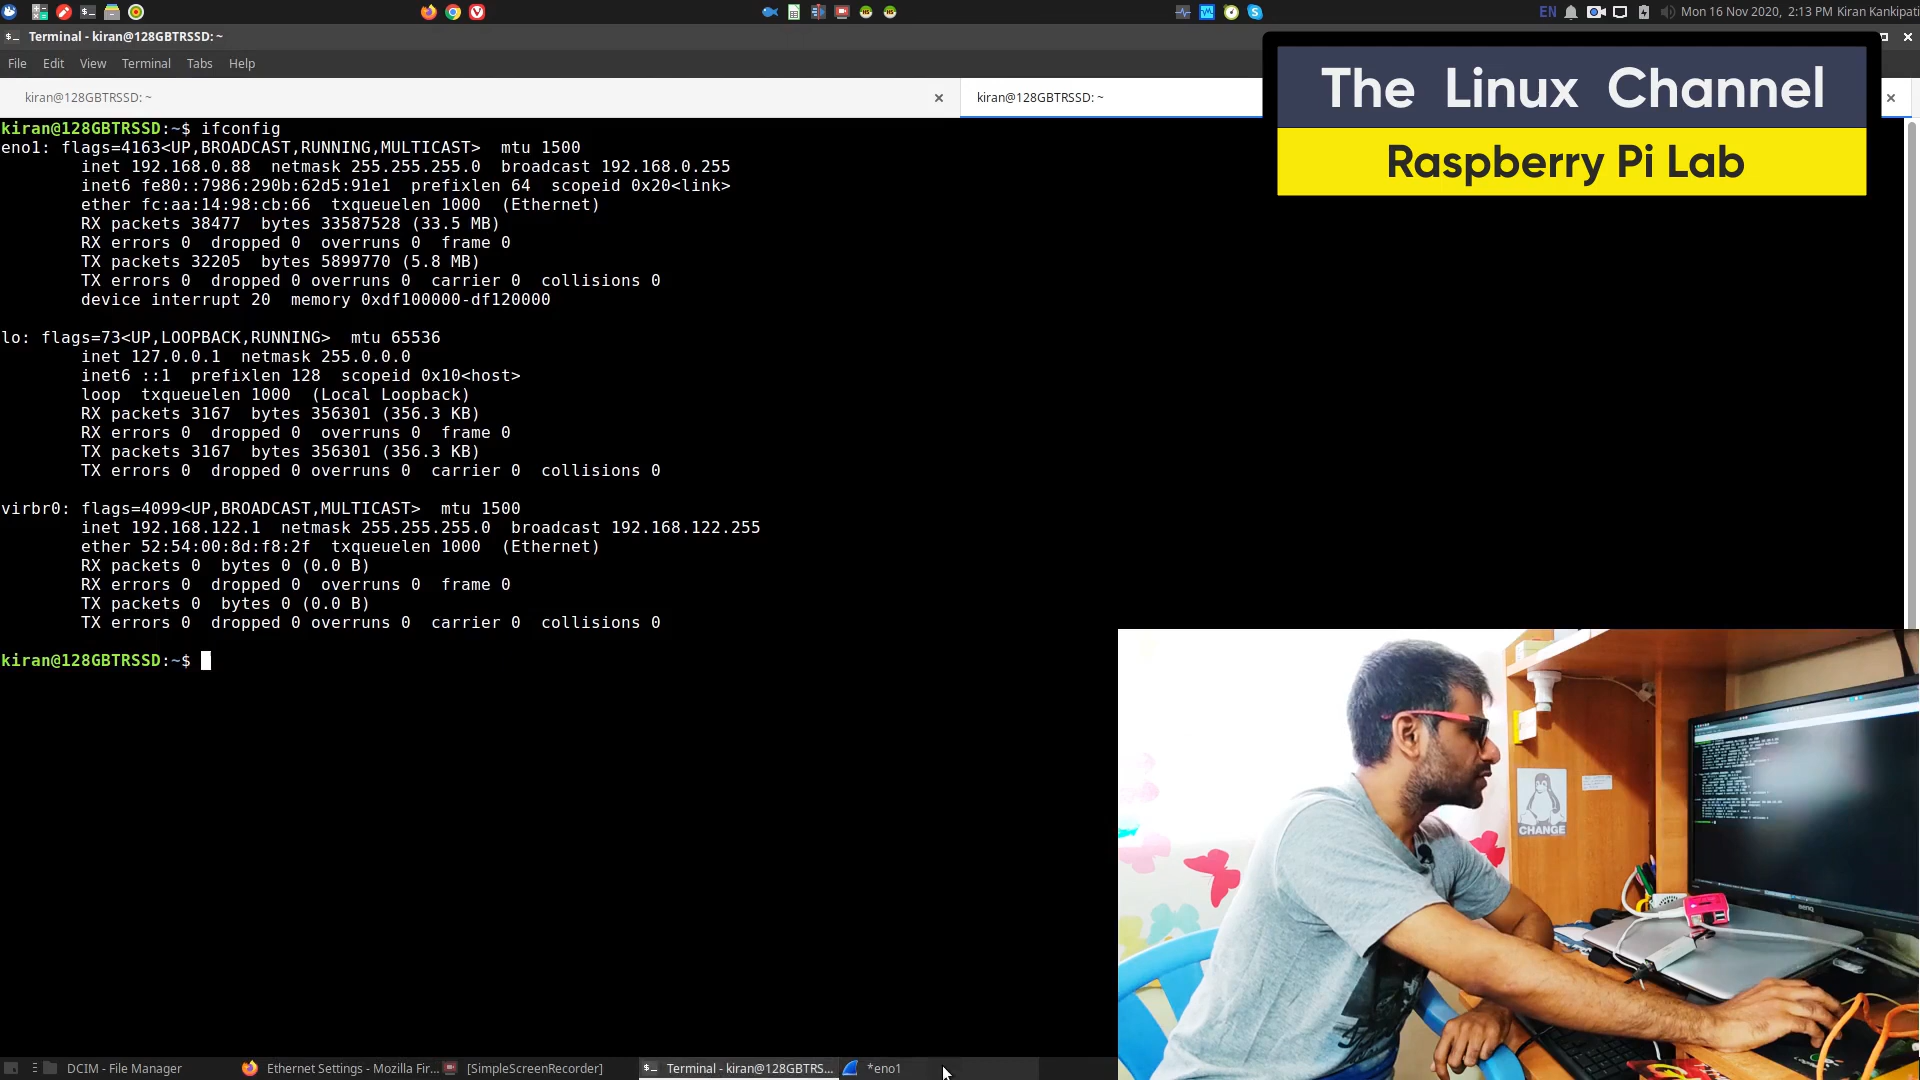 EN Mon 16 Nov 2020, 2:13 PM Kiran Kankipati
Terminal - kiran@128GBTRSSD: ~
File Edit View Terminal Tabs Help
kiran@128GBTRSSD: ~
kiran@128GBTRSSD: ~
The Linux Channel
Raspberry Pi Lab
kiran@128GBTRSSD:~$ ifconfig
eno1: flags=4163<UP,BROADCAST,RUNNING,MULTICAST>  mtu 1500
inet 192.168.0.88  netmask 255.255.255.0  broadcast 192.168.0.255
inet6 fe80::7986:290b:62d5:91e1  prefixlen 64  scopeid 0x20<link>
ether fc:aa:14:98:cb:66  txqueuelen 1000  (Ethernet)
RX packets 38477  bytes 33587528 (33.5 MB)
RX errors 0  dropped 0  overruns 0  frame 0
TX packets 32205  bytes 5899770 (5.8 MB)
TX errors 0  dropped 0 overruns 0  carrier 0  collisions 0
device interrupt 20  memory 0xdf100000-df120000
lo: flags=73<UP,LOOPBACK,RUNNING>  mtu 65536
inet 127.0.0.1  netmask 255.0.0.0
inet6 ::1  prefixlen 128  scopeid 0x10<host>
loop  txqueuelen 1000  (Local Loopback)
RX packets 3167  bytes 356301 (356.3 KB)
RX errors 0  dropped 0  overruns 0  frame 0
TX packets 3167  bytes 356301 (356.3 KB)
TX errors 0  dropped 0 overruns 0  carrier 0  collisions 0
virbr0: flags=4099<UP,BROADCAST,MULTICAST>  mtu 1500
inet 192.168.122.1  netmask 255.255.255.0  broadcast 192.168.122.255
ether 52:54:00:8d:f8:2f  txqueuelen 1000  (Ethernet)
RX packets 0  bytes 0 (0.0 B)
RX errors 0  dropped 0  overruns 0  frame 0
TX packets 0  bytes 0 (0.0 B)
TX errors 0  dropped 0 overruns 0  carrier 0  collisions 0
kiran@128GBTRSSD:~$
CHANGE
BenQ
DCIM - File Manager
Ethernet Settings - Mozilla Fir...
[SimpleScreenRecorder]
Terminal - kiran@128GBTRS...
*eno1